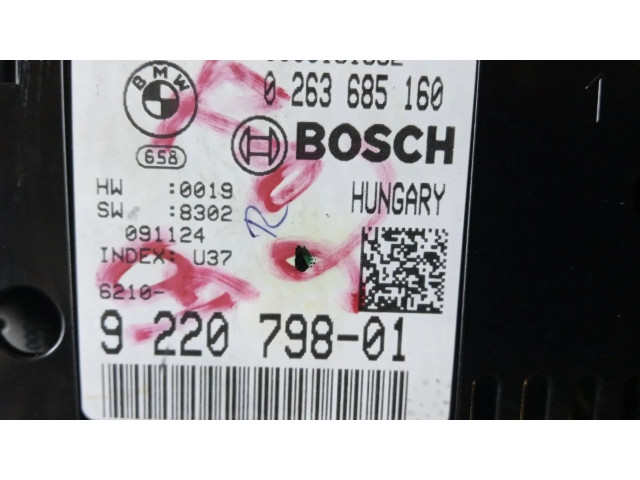 BMW
0 263 685 160
658
BOSCH
HW :0019
HUNGARY
SW :8302
091124
INDEX: U37
6210-
9 220 798-01